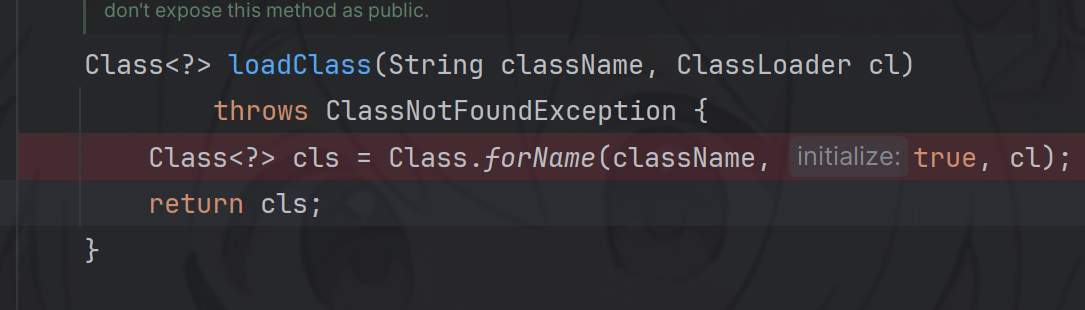 don't expose this method as public.
Class<?> loadClass(String className, ClassLoader cl)
throws ClassNotFoundException {
Class<?> cls = Class.forName(className, initialize: true, cl);
return cls;
}